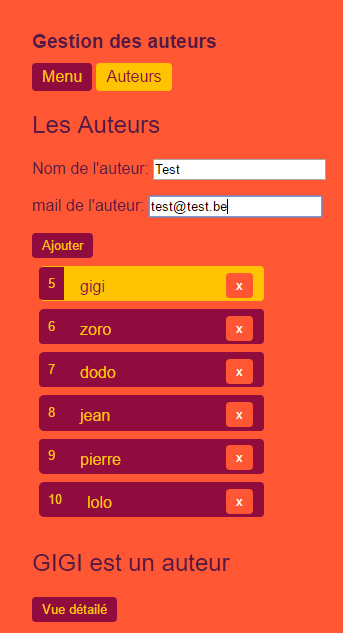 Gestion des auteurs
Menu Auteurs
Les Auteurs
Nom de l'auteur: Test
mail de l'auteur: test@test.be
Ajouter
5 gigi x
6 zoro x
7 dodo x
8 jean x
9 pierre x
10 lolo x
GIGI est un auteur
Vue détailé